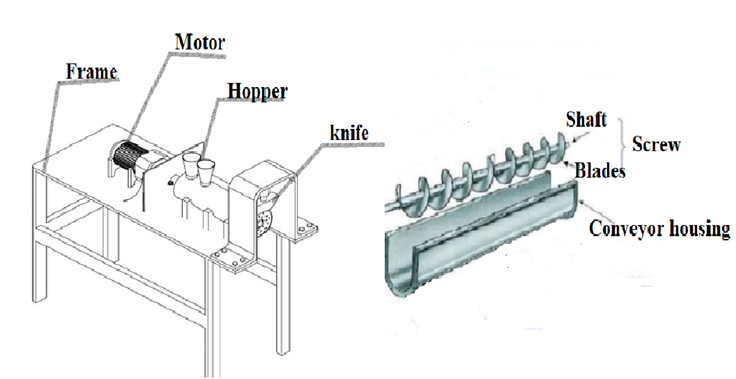 Motor
Frame
Hopper
knife
Shaft
Screw
Blades
Conveyor housing